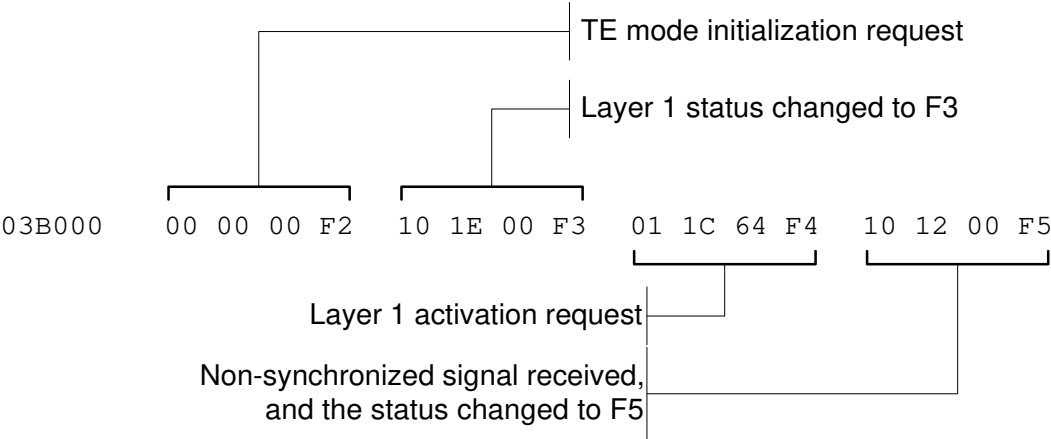 TE mode initialization request
Layer 1 status changed to F3
03B000 00 00 00 F2 10 1E 00 F3 01 1C 64 F4 10 12 00 F5
Layer 1 activation request
Non-synchronized signal received,
and the status changed to F5